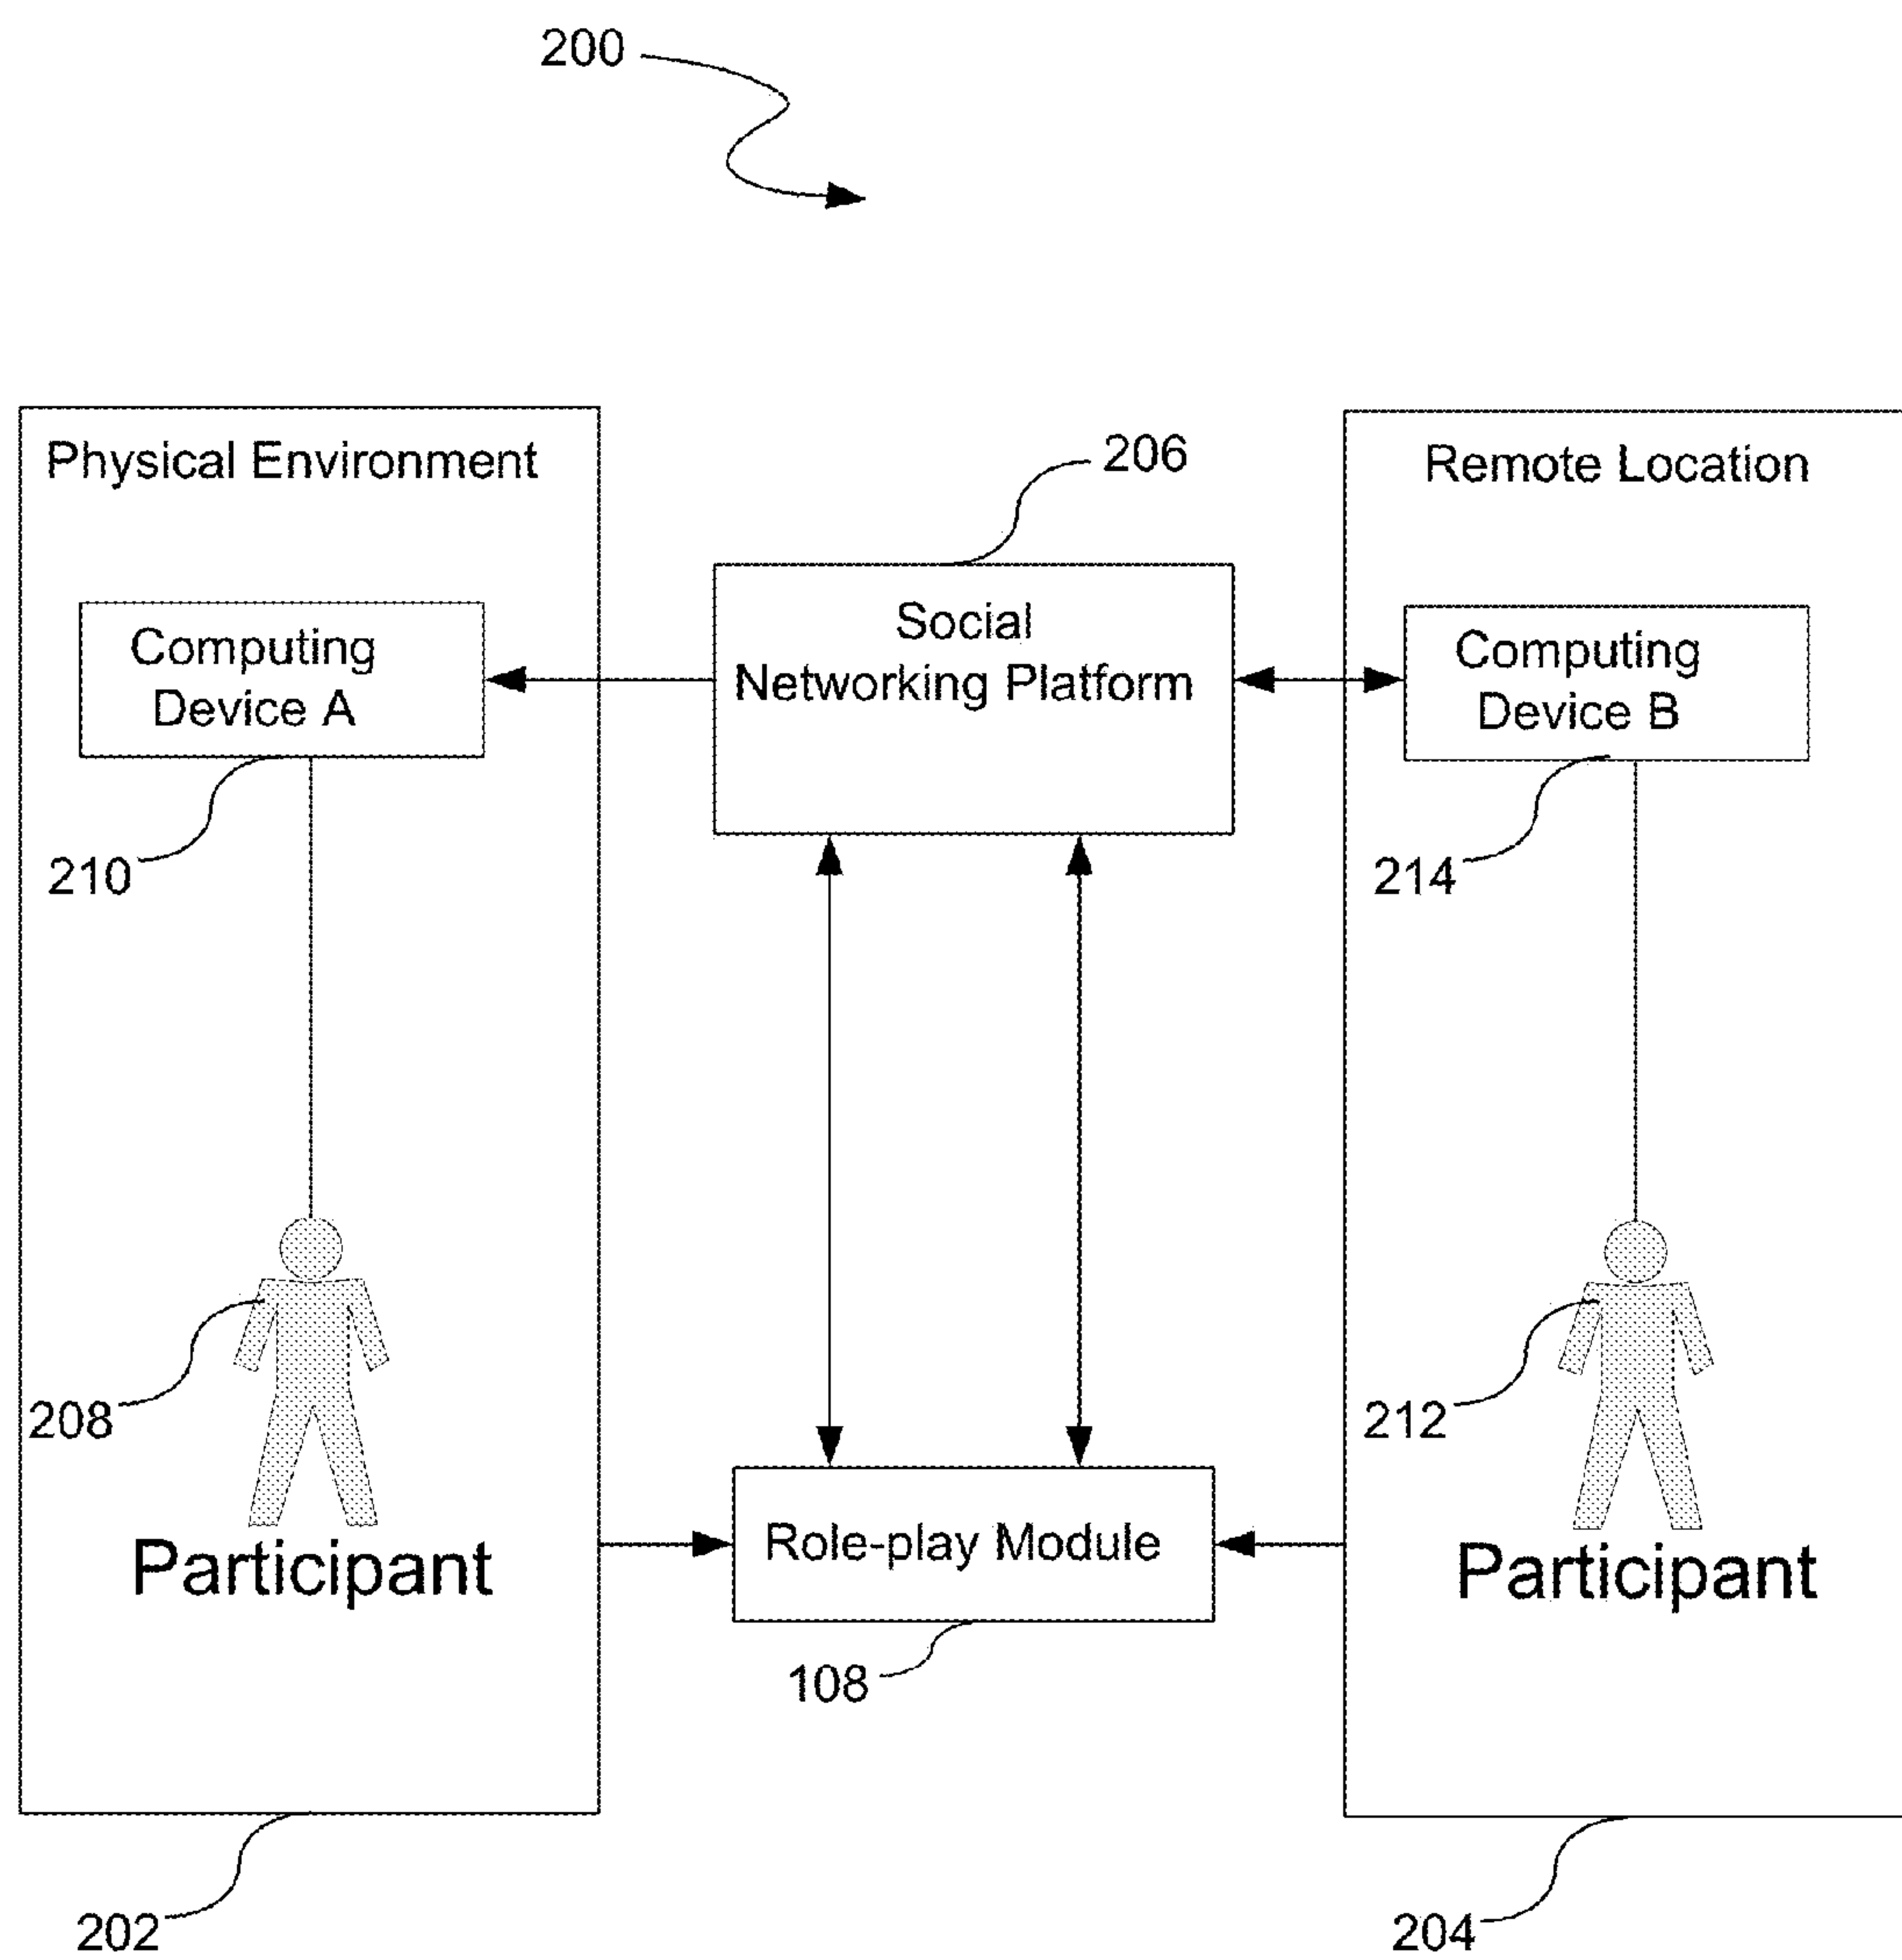 200
Physical Environment
206
Remote Location
Social
Networking Platform
Computing
Device A
Computing
Device B
210
214
208
212
Role-play Module
Participant
Participant
108
202
204